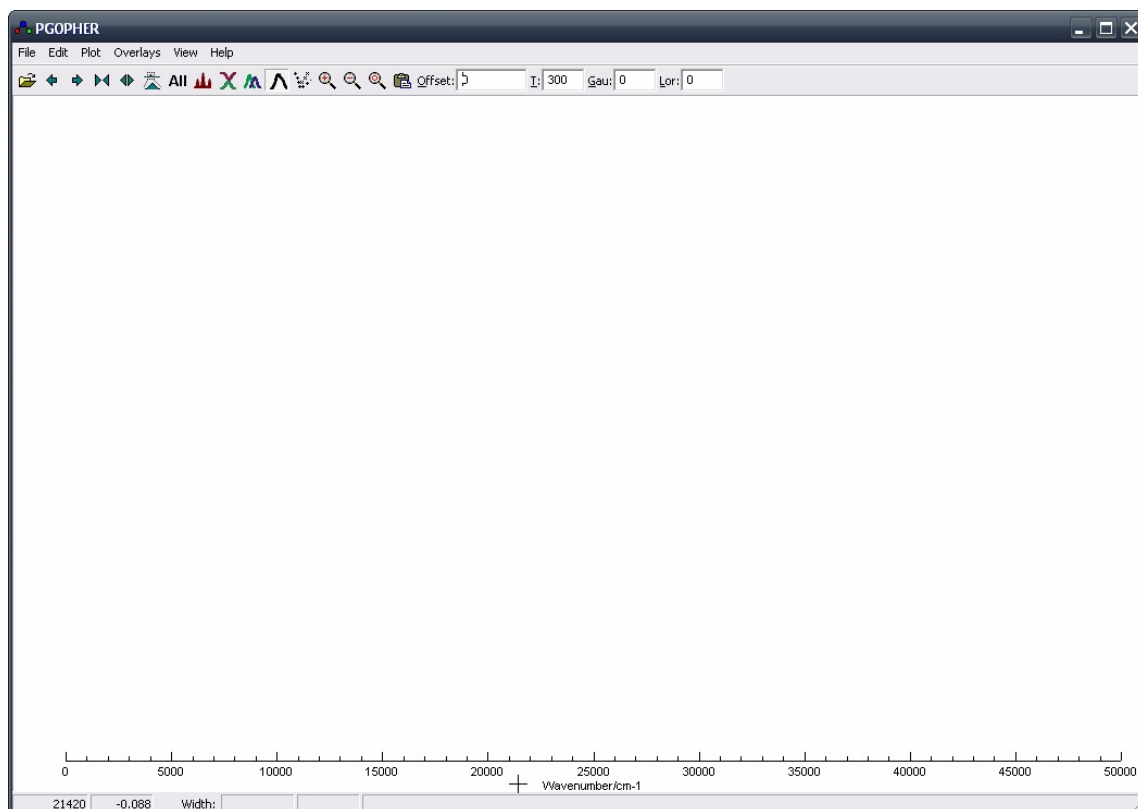 PGOPHER
File Edit Plot Overlays View Help
All Offset: T: 300 Gau: 0 Lor: 0
0 5000 10000 15000 20000 25000 30000 35000 40000 45000 50000
Wavenumber/cm-1
21420 -0.088 Width: